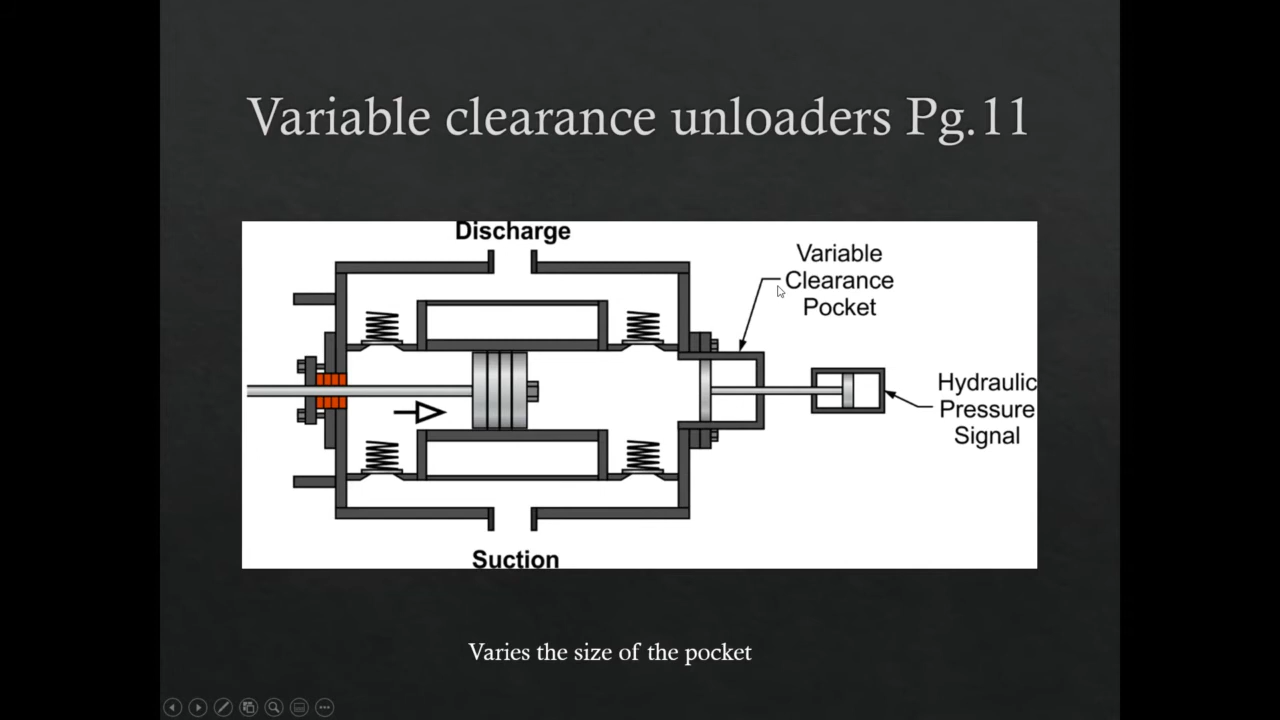 Variable clearance unloaders Pg.11
Discharge
Variable
Clearance
Pocket
Hydraulic
Pressure
Signal
Suction
Varies the size of the pocket